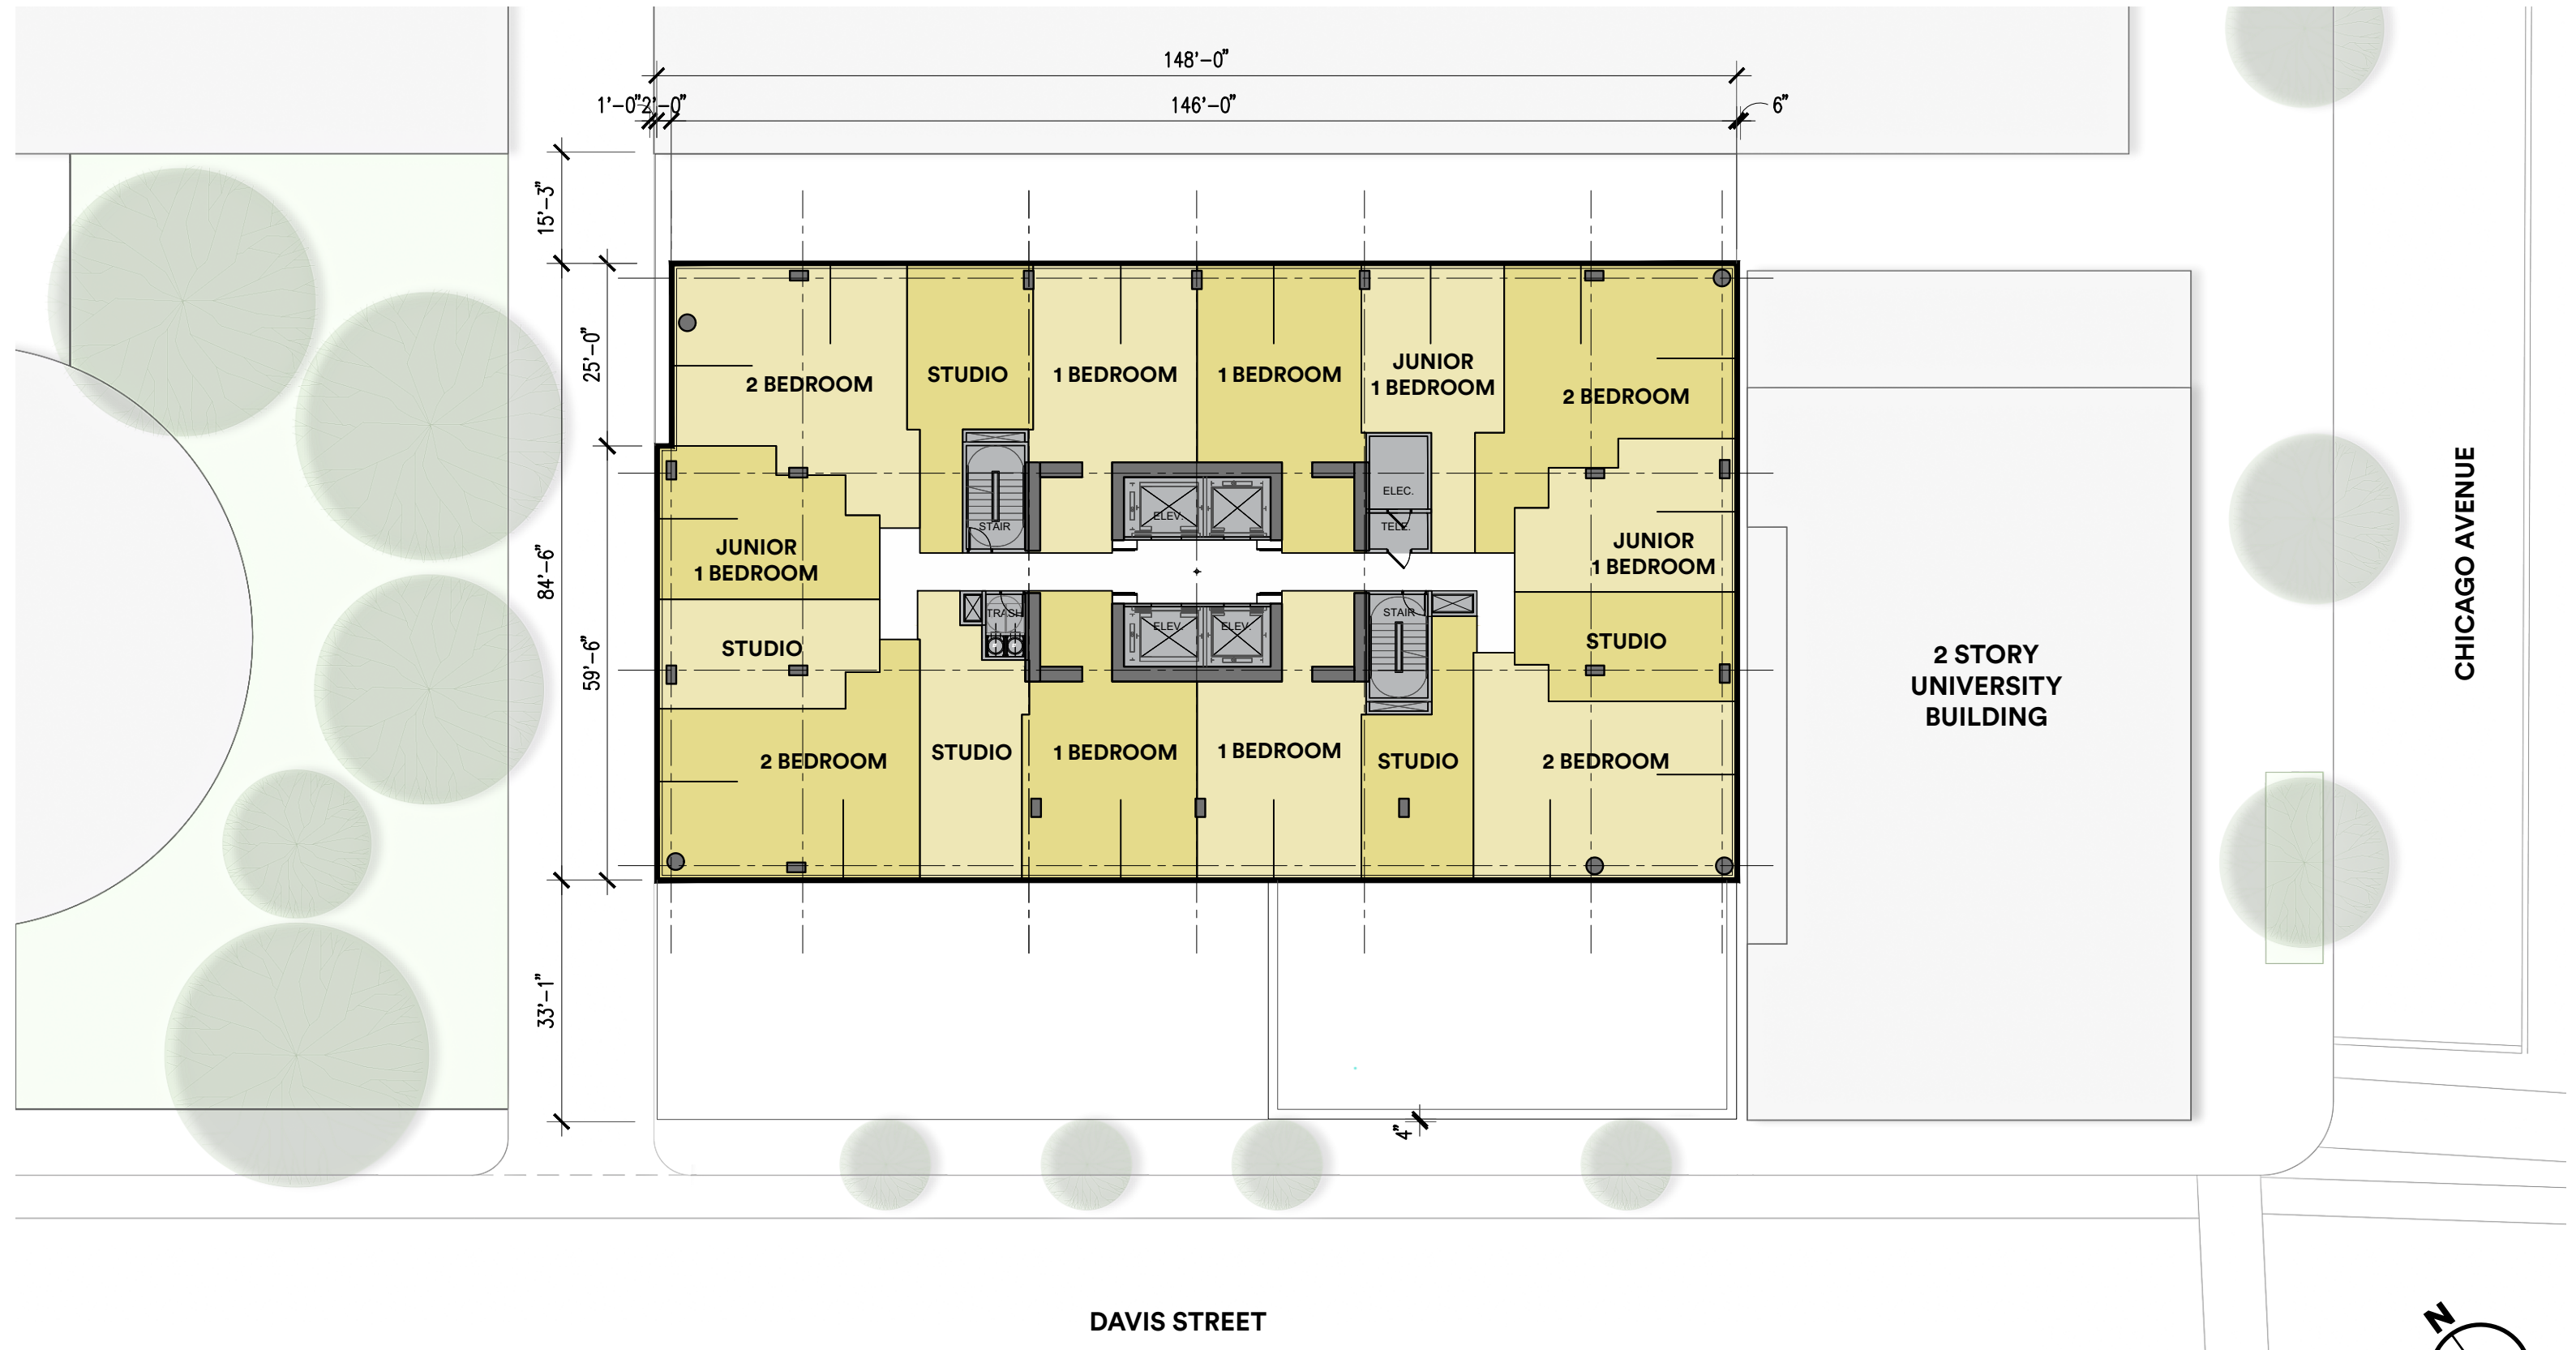 148'-0"
1'-0"
2'-0"
146'-0"
6"
15'-3"
25'-0"
84'-6"
59'-6"
33'-1"
2 BEDROOM
STUDIO
1 BEDROOM
1 BEDROOM
JUNIOR
1 BEDROOM
2 BEDROOM
STAIR
ELEV.
ELEC.
TELE.
JUNIOR
1 BEDROOM
JUNIOR
1 BEDROOM
STUDIO
TRASH
ELEV.
ELEV.
STAIR
STUDIO
2 BEDROOM
STUDIO
1 BEDROOM
1 BEDROOM
STUDIO
2 BEDROOM
2 STORY
UNIVERSITY
BUILDING
CHICAGO AVENUE
4"
DAVIS STREET
N